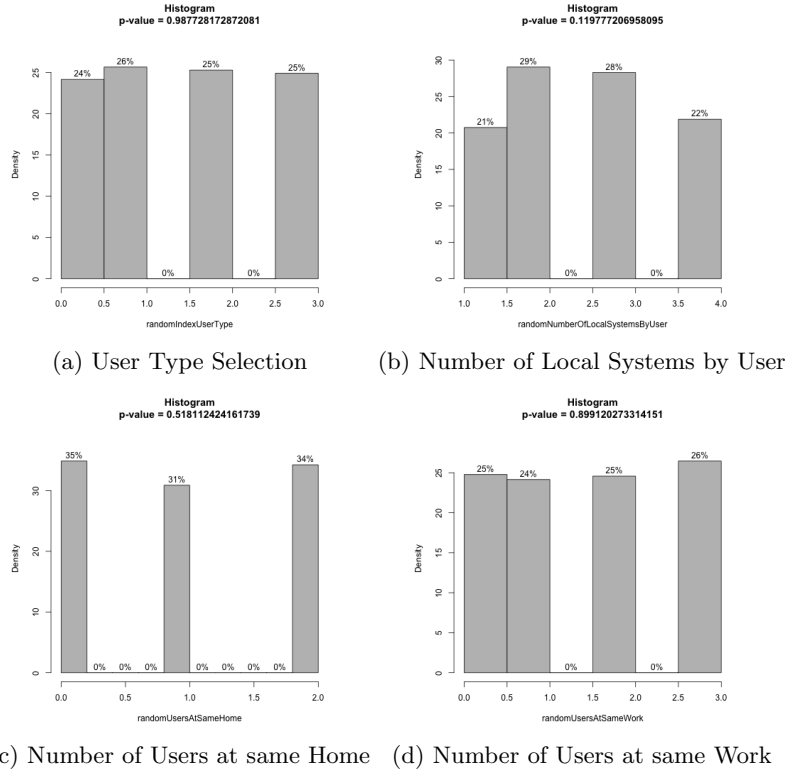 Histogram
p-value = 0.987728172872081
24%
26%
0%
25%
0%
25%
Density
0
5
10
15
20
25
0.0 0.5 1.0 1.5 2.0 2.5 3.0
randomIndexUserType
(a) User Type Selection
Histogram
p-value = 0.119777206958095
21%
29%
0%
28%
0%
22%
Density
0
5
10
15
20
25
30
1.0 1.5 2.0 2.5 3.0 3.5 4.0
randomNumberOfLocalSystemsByUser
(b) Number of Local Systems by User
Histogram
p-value = 0.518112424161739
35%
0% 0% 0%
31%
0% 0% 0% 0%
34%
Density
0
10
20
30
0.0 0.5 1.0 1.5 2.0
randomUsersAtSameHome
c) Number of Users at same Home
Histogram
p-value = 0.899120273314151
25%
24%
0%
25%
0%
26%
Density
0
5
10
15
20
25
0.0 0.5 1.0 1.5 2.0 2.5 3.0
randomUsersAtSameWork
(d) Number of Users at same Work